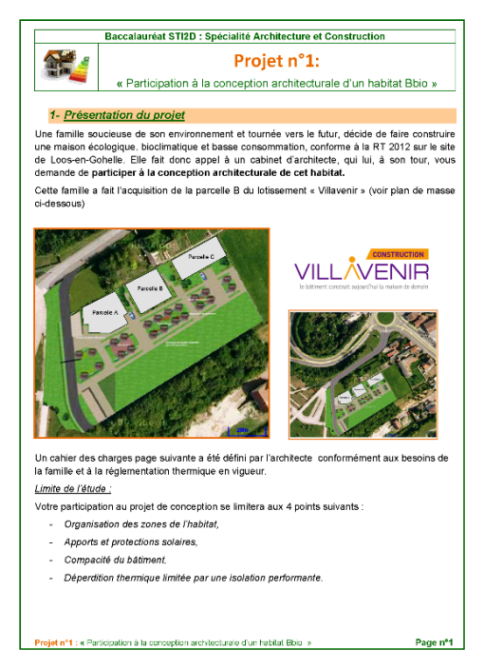 Baccalauréat STI2D : Spécialité Architecture et Construction
Projet n°1:
« Participation à la conception architecturale d'un habitat Bbio »
1- Présentation du projet
Une famille soucieuse de son environnement et tournée vers le futur, décide de faire construire
une maison écologique. bioclimatique et basse consommation, conforme à la RT 2012 sur le site
de Loos-en-Gohelle. Elle fait donc appel à un cabinet d'architecte, qui lui, à son tour, vous
demande de participer à la conception architecturale de cet habitat.
Cette famille a fait l'acquisition de la parcelle B du lotissement « Villavenir » (voir plan de masse
ci-dessous)
Parcelle C
Parcelle B
Parcelle A
CONSTRUCTION
VILLAVENIR
le bâtiment construit aujourd'hui la maison de demain
Un cahier des charges page suivante a été défini par l'architecte conformément aux besoins de
la famille et à la réglementation thermique en vigueur.
Limite de l'étude :
Votre participation au projet de conception se limitera aux 4 points suivants :
- Organisation des zones de l'habitat,
- Apports et protections solaires,
- Compacité du bâtiment,
- Déperdition thermique limitée par une isolation performante.
Projet n°1 : « Participation à la conception architecturale d'un habitat Bbio »
Page n°1